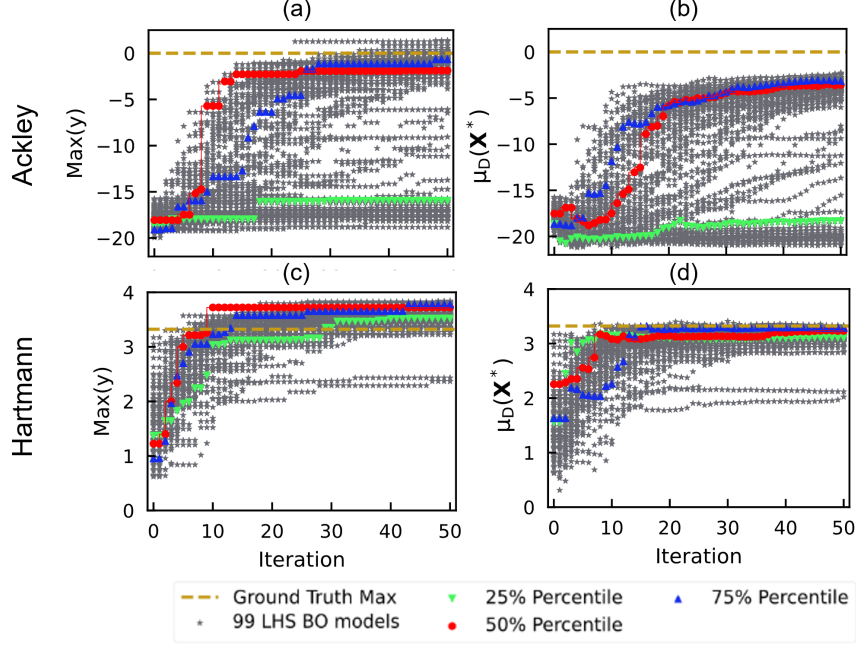 (a)
(b)
Ackley
Max(y)
0
−5
−10
−15
−20
μD(X*)
0
−5
−10
−15
−20
(c)
(d)
Hartmann
Max(y)
4
3
2
1
0
0 10 20 30 40 50
Iteration
μD(X*)
4
3
2
1
0
0 10 20 30 40 50
Iteration
Ground Truth Max
25% Percentile
75% Percentile
99 LHS BO models
50% Percentile